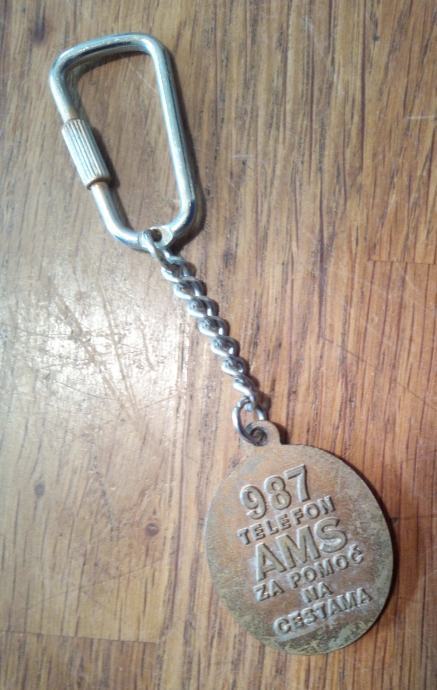 987
TELEFON
AMS
ZA POMOĆ
NA
CESTAMA